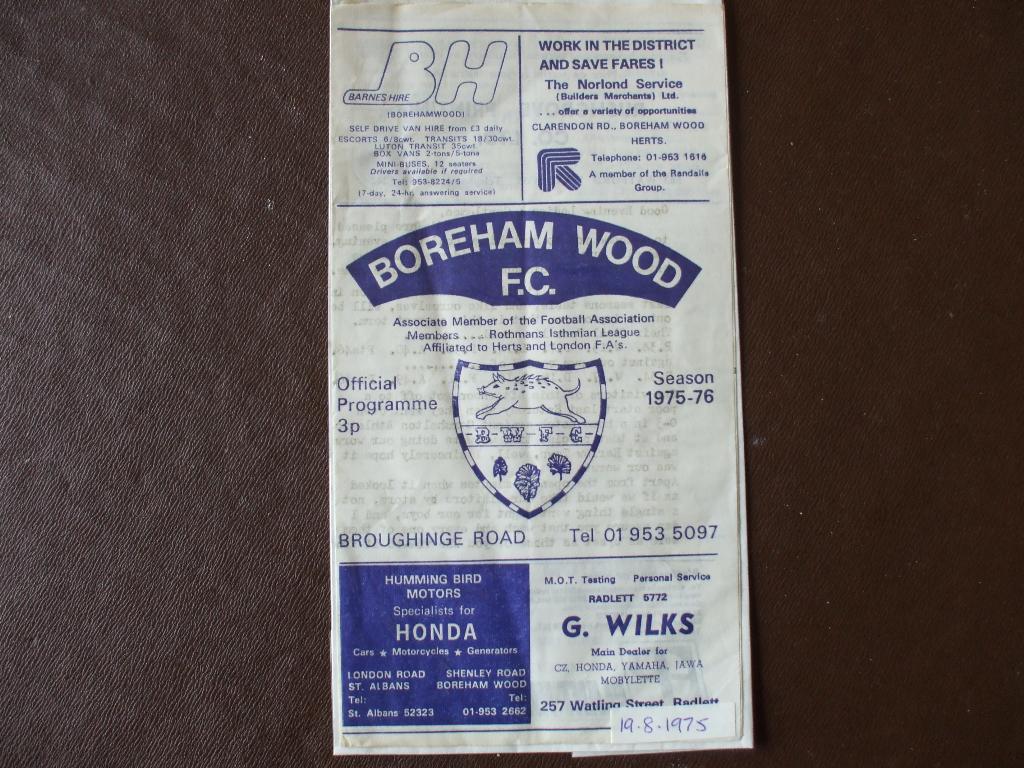 BH
BARNES HIRE
(BOREHAMWOOD)
SELF DRIVE VAN HIRE from £3 daily
ESCORTS 6/8cwt. TRANSITS 18/30cwt.
LUTON TRANSIT 35cwt.
BOX VANS 2-tons/5-tons
MINI-BUSES, 12 seaters
Drivers available if required
Tel: 953-8224/5
(7-day, 24-hr. answering service)
WORK IN THE DISTRICT
AND SAVE FARES !
The Norlond Service
(Builders Merchants) Ltd.
... offer a variety of opportunities
CLARENDON RD., BOREHAM WOOD
HERTS.
Telephone: 01-953 1616
A member of the Randalls
Group.
BOREHAM WOOD
F.C.
Associate Member of the Football Association
Members ... Rothmans Isthmian League
Affiliated to Herts and London F.A's.
Official
Programme
3p
Season
1975-76
B W F C
BROUGHINGE ROAD Tel 01 953 5097
HUMMING BIRD
MOTORS
Specialists for
HONDA
Cars ★ Motorcycles ★ Generators
LONDON ROAD SHENLEY ROAD
ST. ALBANS BOREHAM WOOD
Tel: Tel:
St. Albans 52323 01-953 2662
M.O.T. Testing Personal Service
RADLETT 5772
G. WILKS
Main Dealer for
CZ, HONDA, YAMAHA, JAWA
MOBYLETTE
257 Watling Street, Radlett
19.8.1975